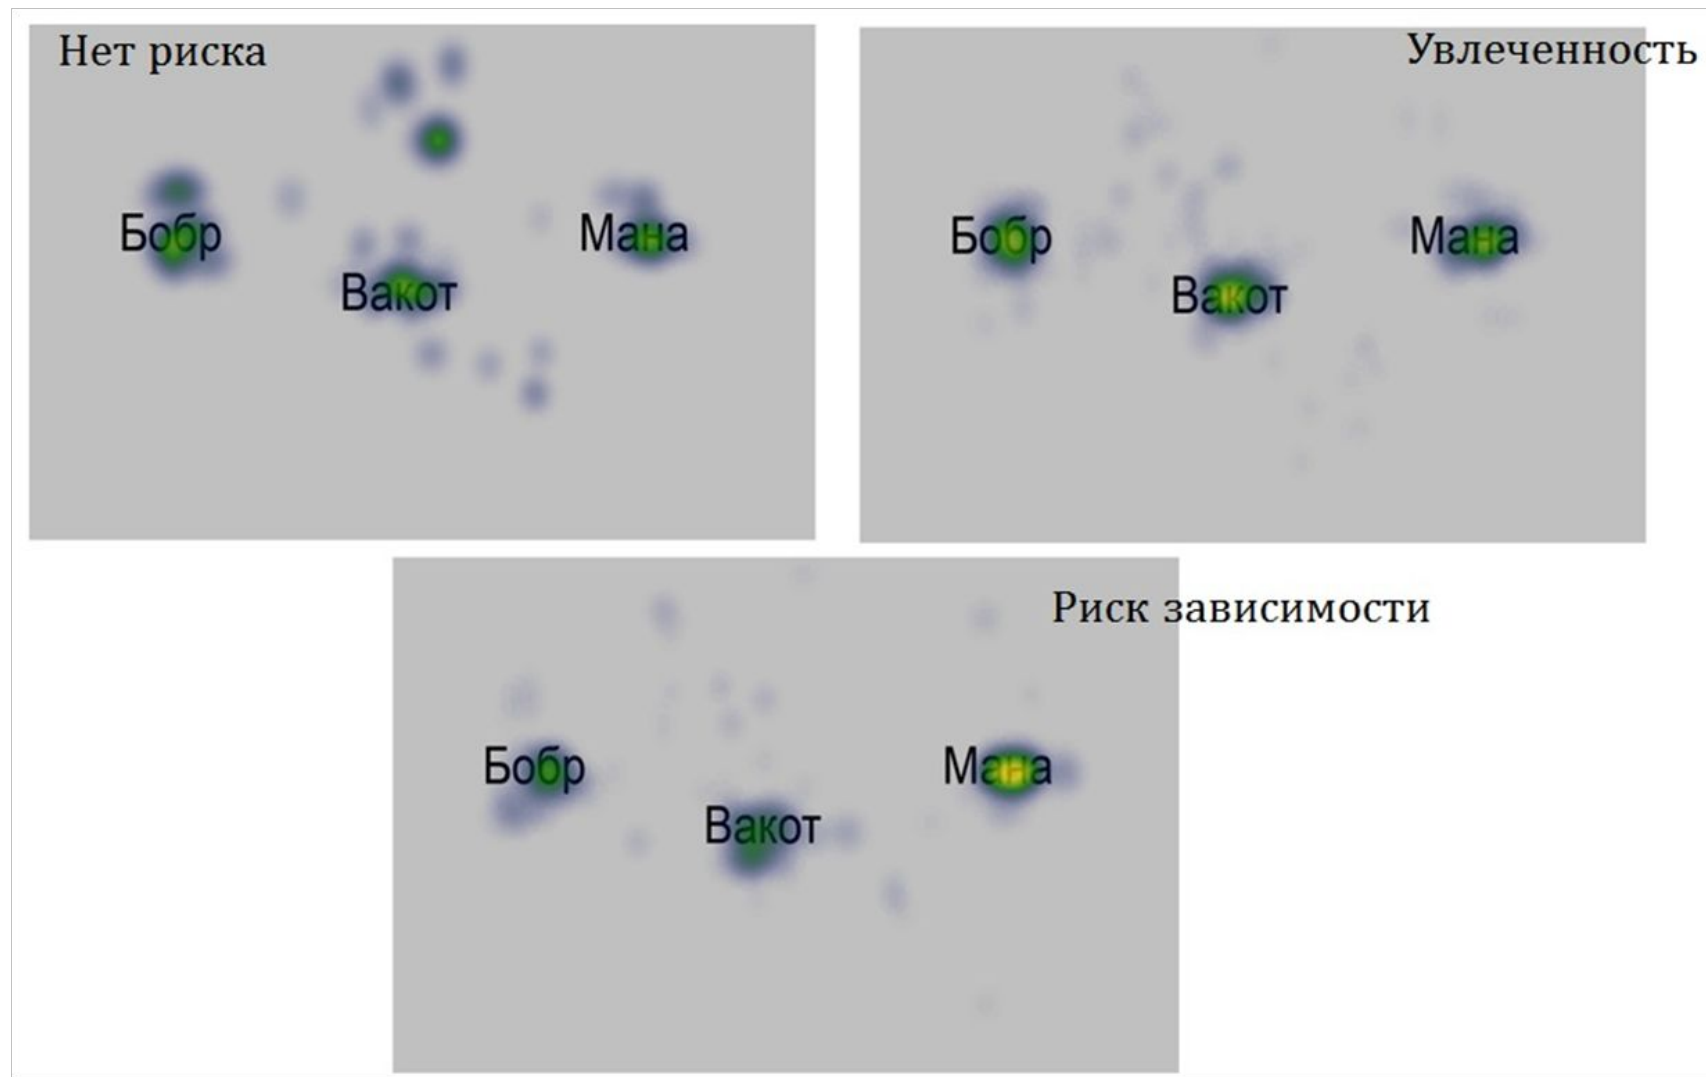 Нет риска
Бобр
Вакот
Мана
Увлеченность
Бобр
Вакот
Мана
Риск зависимости
Бобр
Вакот
Мана